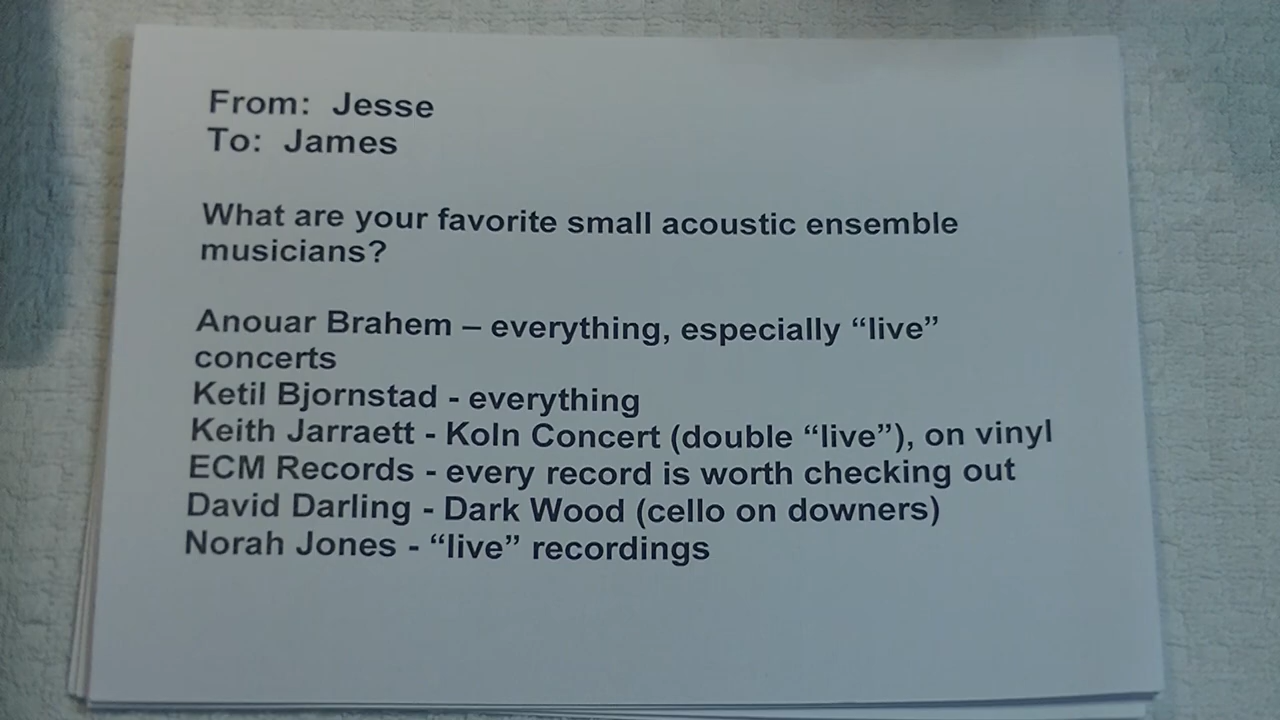 From: Jesse
To: James
What are your favorite small acoustic ensemble
musicians?
Anouar Brahem – everything, especially “live”
concerts
Ketil Bjornstad - everything
Keith Jarraett - Koln Concert (double “live”), on vinyl
ECM Records - every record is worth checking out
David Darling - Dark Wood (cello on downers)
Norah Jones - “live” recordings